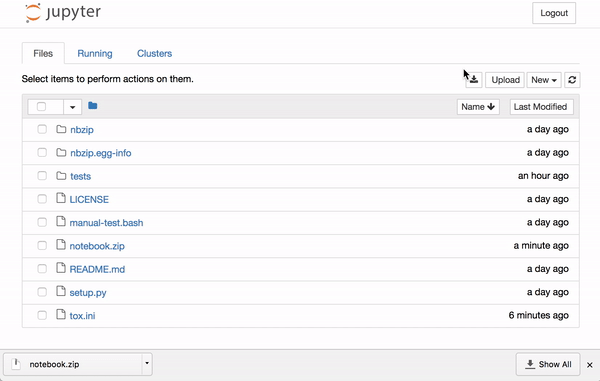 jupyter
Logout
Files Running Clusters
Select items to perform actions on them.
Upload New
Name Last Modified
nbzip a day ago
nbzip.egg-info a day ago
tests an hour ago
LICENSE a day ago
manual-test.bash a day ago
notebook.zip a minute ago
README.md a day ago
setup.py a day ago
tox.ini 6 minutes ago
notebook.zip Show All